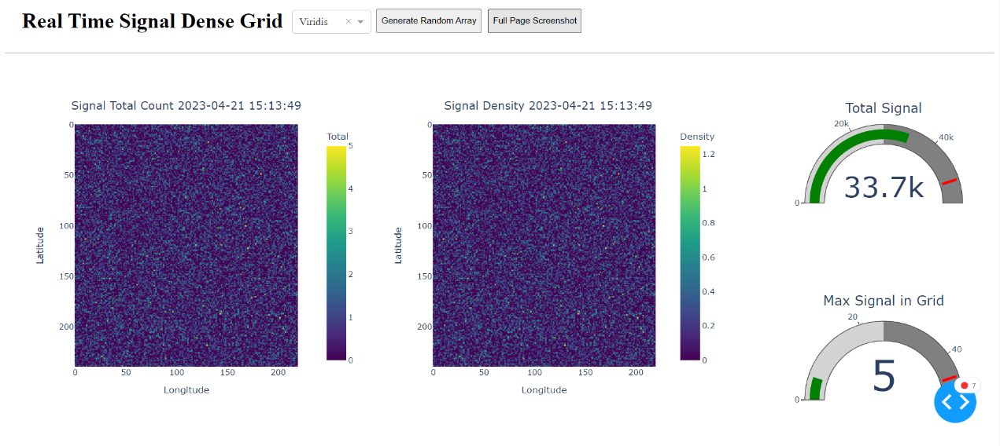 Real Time Signal Dense Grid
Viridis
×
Generate Random Array
Full Page Screenshot
Signal Total Count 2023-04-21 15:13:49
Total
0
50
100
150
200
0
50
100
150
200
Latitude
Longitude
5
4
3
2
1
0
Signal Density 2023-04-21 15:13:49
Density
0
50
100
150
200
0
50
100
150
200
Latitude
Longitude
1.2
1
0.8
0.6
0.4
0.2
0
Total Signal
0
20k
40k
33.7k
Max Signal in Grid
0
20
40
5
7